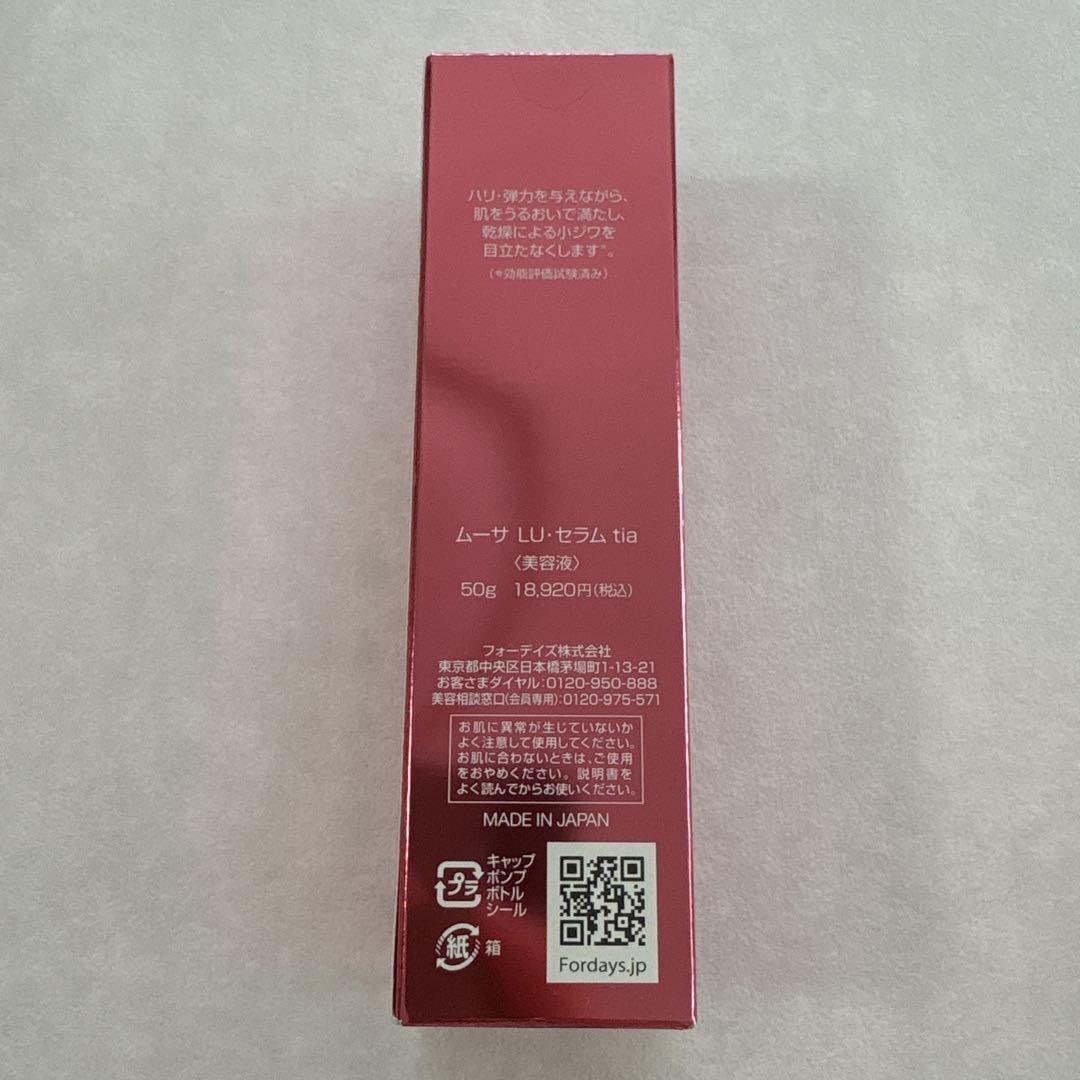 ハリ・弾力を与えながら、
肌をうるおいで満たし、
乾燥による小ジワを
目立たなくします*。
(*効能評価試験済み)
ムーサ LU・セラム tia
〈美容液〉
50g 18,920円(税込)
フォーデイズ株式会社
東京都中央区日本橋茅場町1-13-21
お客さまダイヤル:0120-950-888
美容相談窓口(会員専用):0120-975-571
お肌に異常が生じていないか
よく注意して使用してください。
お肌に合わないときは、ご使用
をおやめください。説明書を
よく読んでからお使いください。
MADE IN JAPAN
プラ
キャップ
ポンプ
ボトル
シール
紙 箱
Fordays.jp